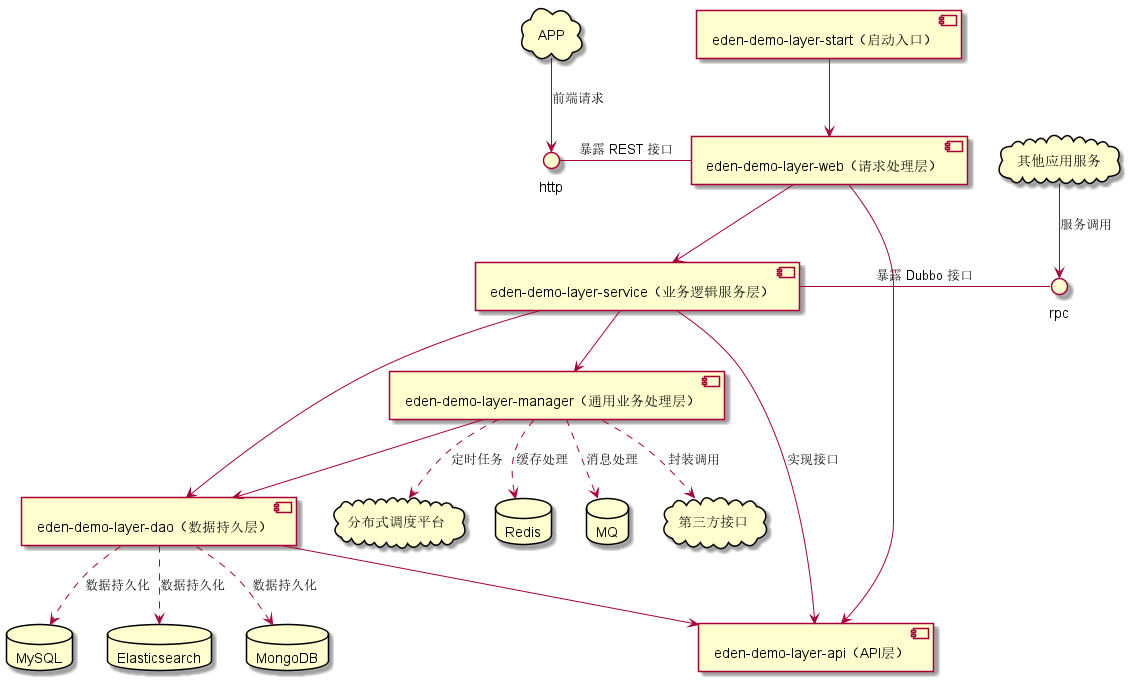 APP
eden-demo-layer-start（启动入口）
前端请求
暴露 REST 接口
http
eden-demo-layer-web（请求处理层）
其他应用服务
服务调用
eden-demo-layer-service（业务逻辑服务层）
暴露 Dubbo 接口
rpc
eden-demo-layer-manager（通用业务处理层）
定时任务
缓存处理
消息处理
封装调用
实现接口
eden-demo-layer-dao（数据持久层）
分布式调度平台
Redis
MQ
第三方接口
数据持久化
数据持久化
数据持久化
MySQL
Elasticsearch
MongoDB
eden-demo-layer-api（API层）